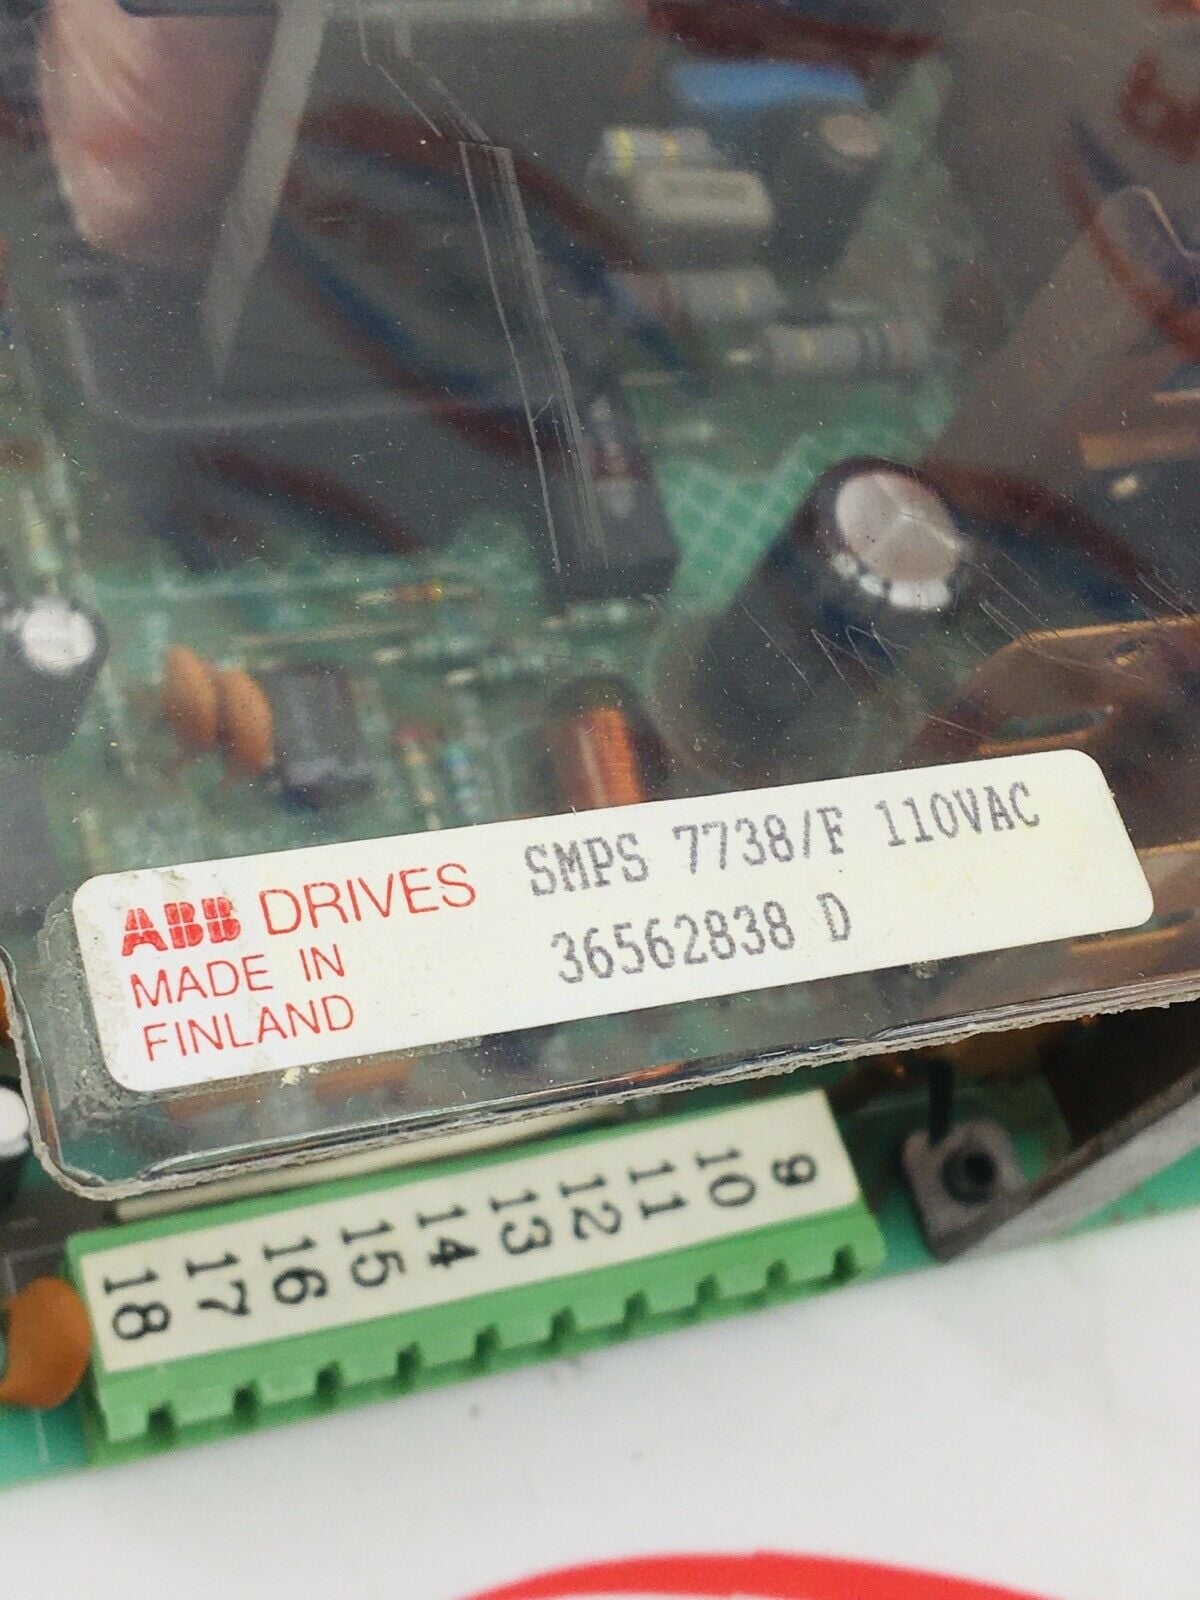 ABB DRIVES SMPS 7738/F 110VAC
MADE IN 36562838 D
FINLAND
18 17 16 15 14 13 12 11 10 9